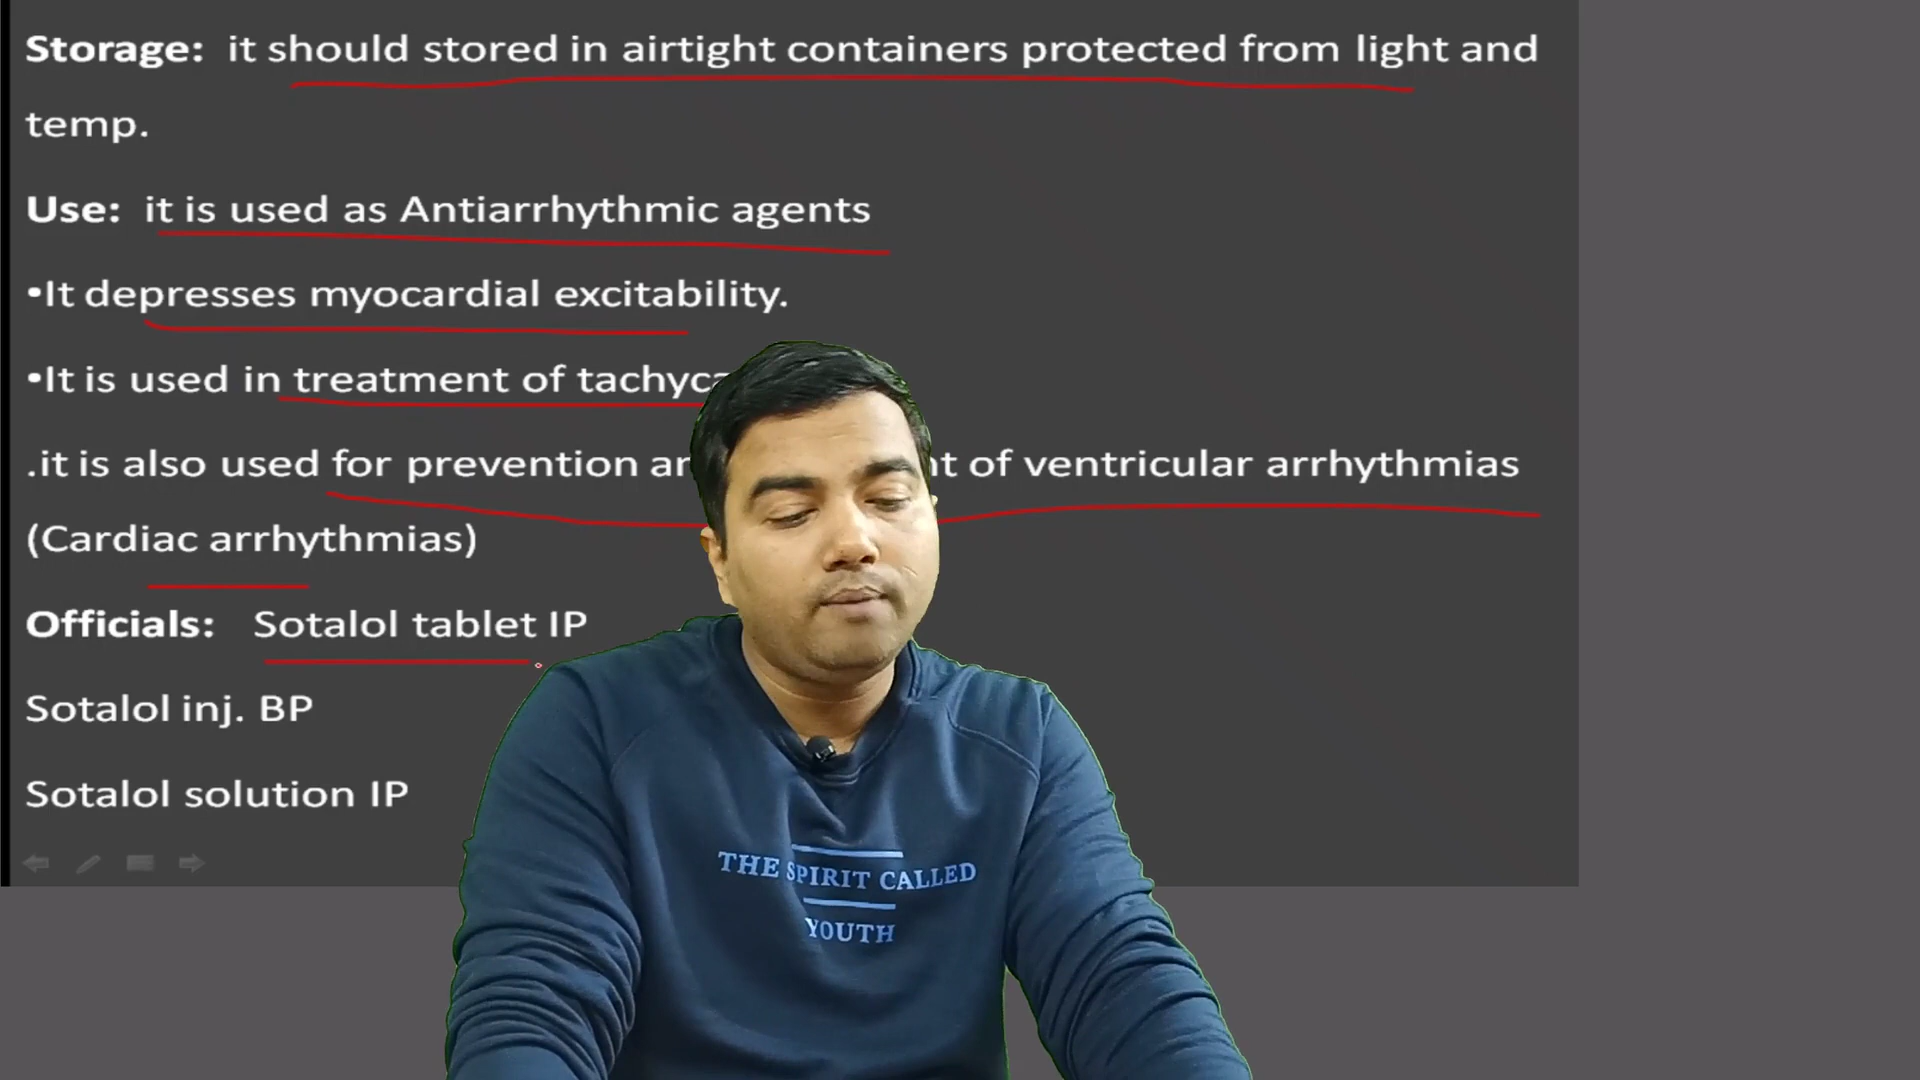 Storage: it should stored in airtight containers protected from light and
temp.
Use: it is used as Antiarrhythmic agents
•It depresses myocardial excitability.
•It is used in treatment of
.it is also used for prevention of ventricular arrhythmias
(Cardiac arrhythmias)
Officials: Sotalol tablet IP
Sotalol inj. BP
Sotalol solution IP
THE SPIRIT CALLED
YOUTH